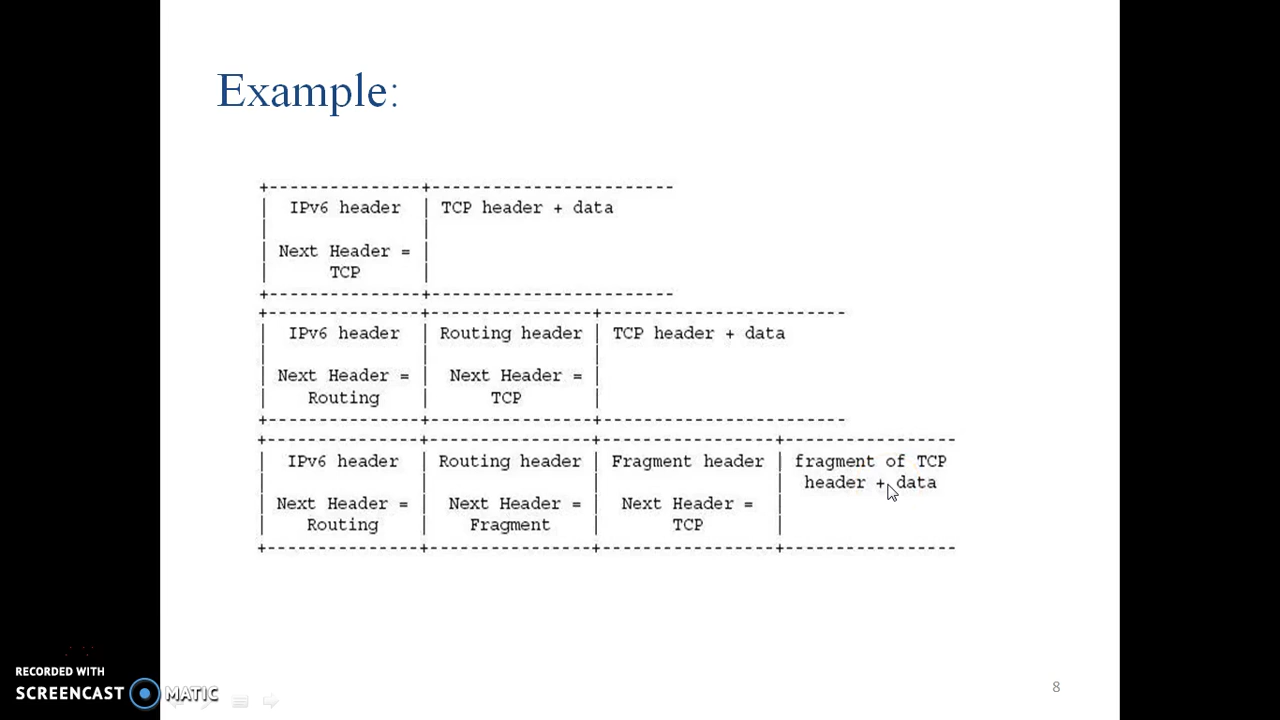 Example:
+---------------+------------------------
| IPv6 header | TCP header + data
| |
| Next Header = |
| TCP |
+---------------+------------------------
+---------------+----------------+------------------------
| IPv6 header | Routing header | TCP header + data
| | |
| Next Header = | Next Header = |
| Routing | TCP |
+---------------+----------------+------------------------
+---------------+----------------+-----------------+-----------------
| IPv6 header | Routing header | Fragment header | fragment of TCP
| | | | header + data
| Next Header = | Next Header = | Next Header = |
| Routing | Fragment | TCP |
+---------------+----------------+-----------------+-----------------
RECORDED WITH
SCREENCAST MATIC
8